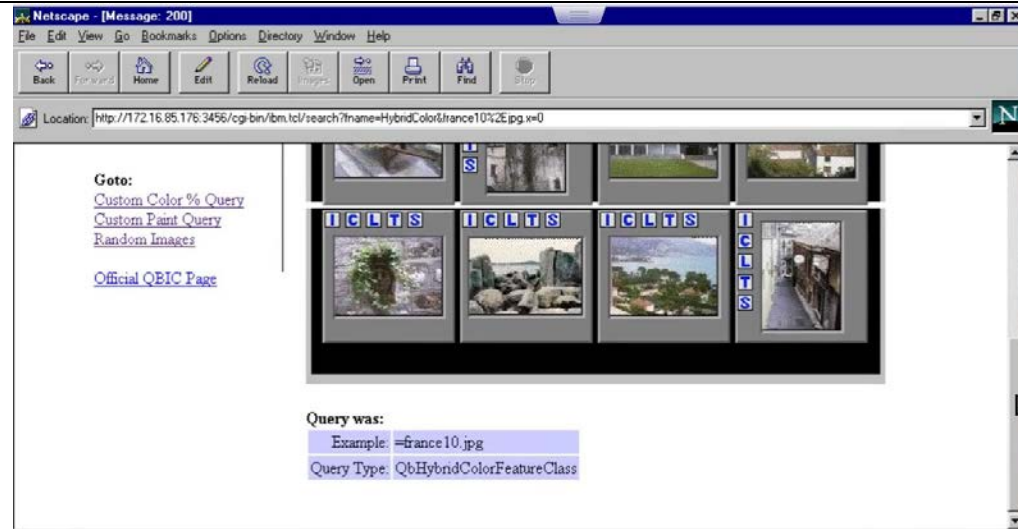 Netscape - [Message: 200]
File Edit View Go Bookmarks Options Directory Window Help
Back Forward Home Edit Reload Images Open Print Find Stop
Location: http://172.16.85.176:3456/cgi-bin/ibm.tcl/search?fname=HybridColor&france10%2Ejpg.x=0
N
Goto:
Custom Color % Query
Custom Paint Query
Random Images
Official QBIC Page
T
S
I C L T S
I C L T S
I C L T S
I
C
L
T
S
Query was:
Example: =france10.jpg
Query Type: QbHybridColorFeatureClass